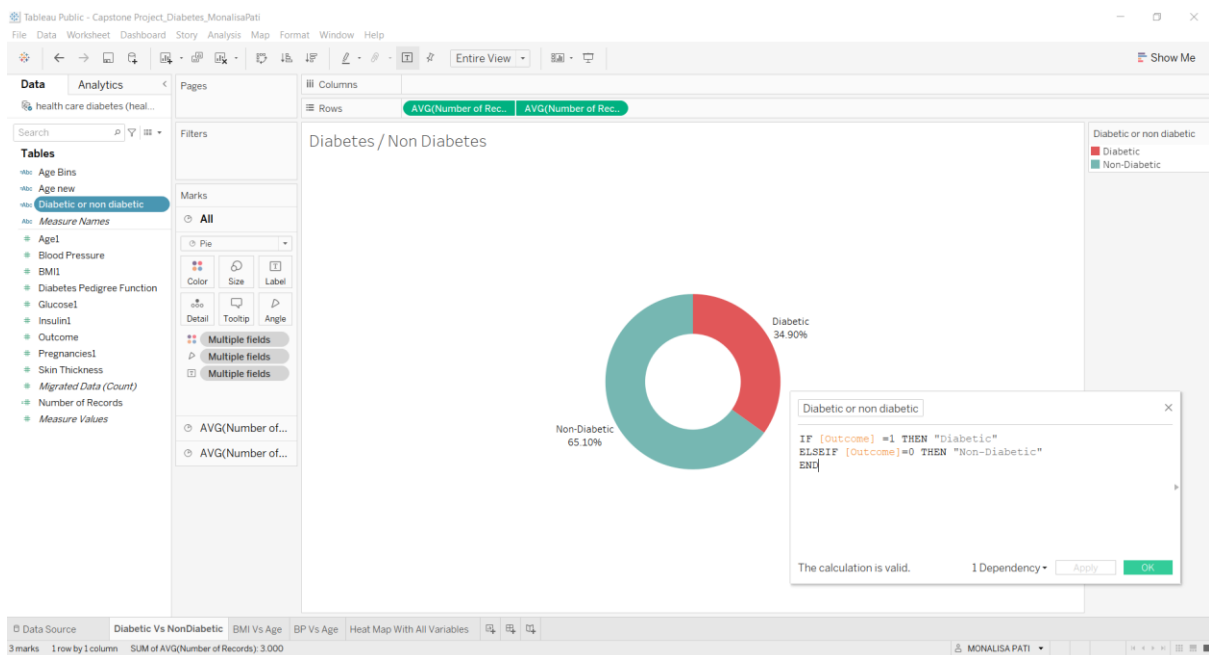 Tableau Public - Capstone Project_Diabetes_MonalisaPati
File Data Worksheet Dashboard Story Analysis Map Format Window Help
Entire View
Show Me
Data Analytics
health care diabetes (heal...
Search
Tables
Abc Age Bins
Abc Age new
Abc Diabetic or non diabetic
Abc Measure Names
# Age1
# Blood Pressure
# BMI1
# Diabetes Pedigree Function
# Glucose1
# Insulin1
# Outcome
# Pregnancies1
# Skin Thickness
# Migrated Data (Count)
# Number of Records
# Measure Values
Pages
Filters
Marks
All
Pie
Color Size Label
Detail Tooltip Angle
Multiple fields
Multiple fields
Multiple fields
AVG(Number of...
AVG(Number of...
Columns
Rows AVG(Number of Rec.. AVG(Number of Rec..
Diabetes / Non Diabetes
Diabetic
34.90%
Non-Diabetic
65.10%
Diabetic or non diabetic
Diabetic
Non-Diabetic
Diabetic or non diabetic
IF [Outcome] =1 THEN "Diabetic"
ELSEIF [Outcome]=0 THEN "Non-Diabetic"
END
The calculation is valid. 1 Dependency Apply OK
Data Source Diabetic Vs NonDiabetic BMI Vs Age BP Vs Age Heat Map With All Variables
3 marks 1 row by 1 column SUM of AVG(Number of Records): 3.000 MONALISA PATI